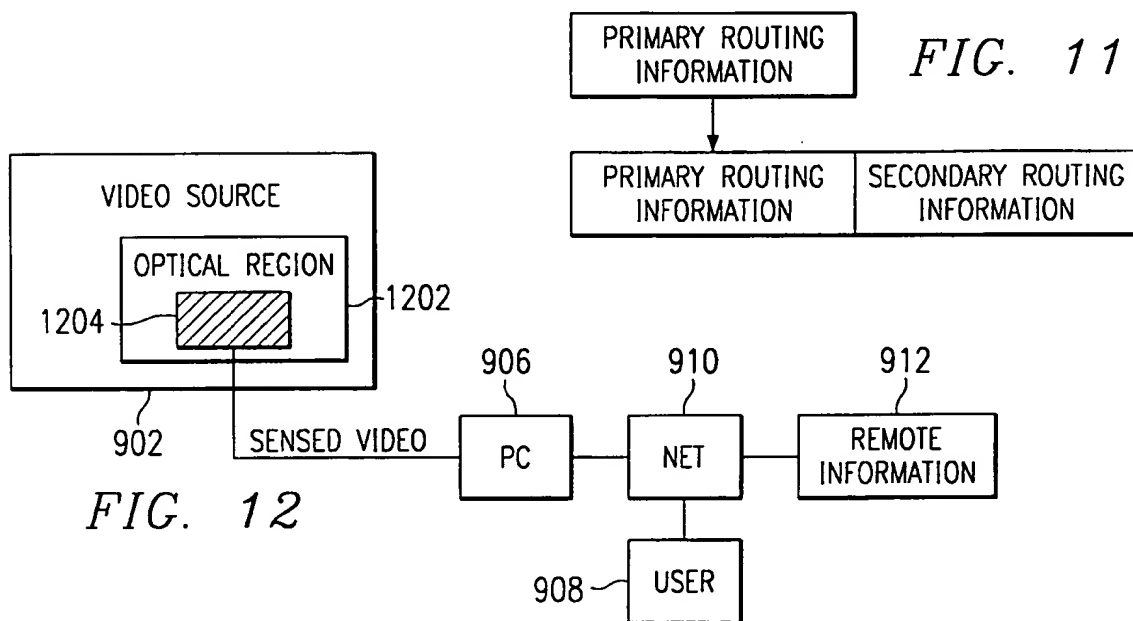 PRIMARY ROUTING
INFORMATION
FIG. 11
PRIMARY ROUTING
INFORMATION
SECONDARY ROUTING
INFORMATION
VIDEO SOURCE
OPTICAL REGION
1204
1202
902
SENSED VIDEO
906
PC
910
NET
912
REMOTE
INFORMATION
908
USER
FIG. 12